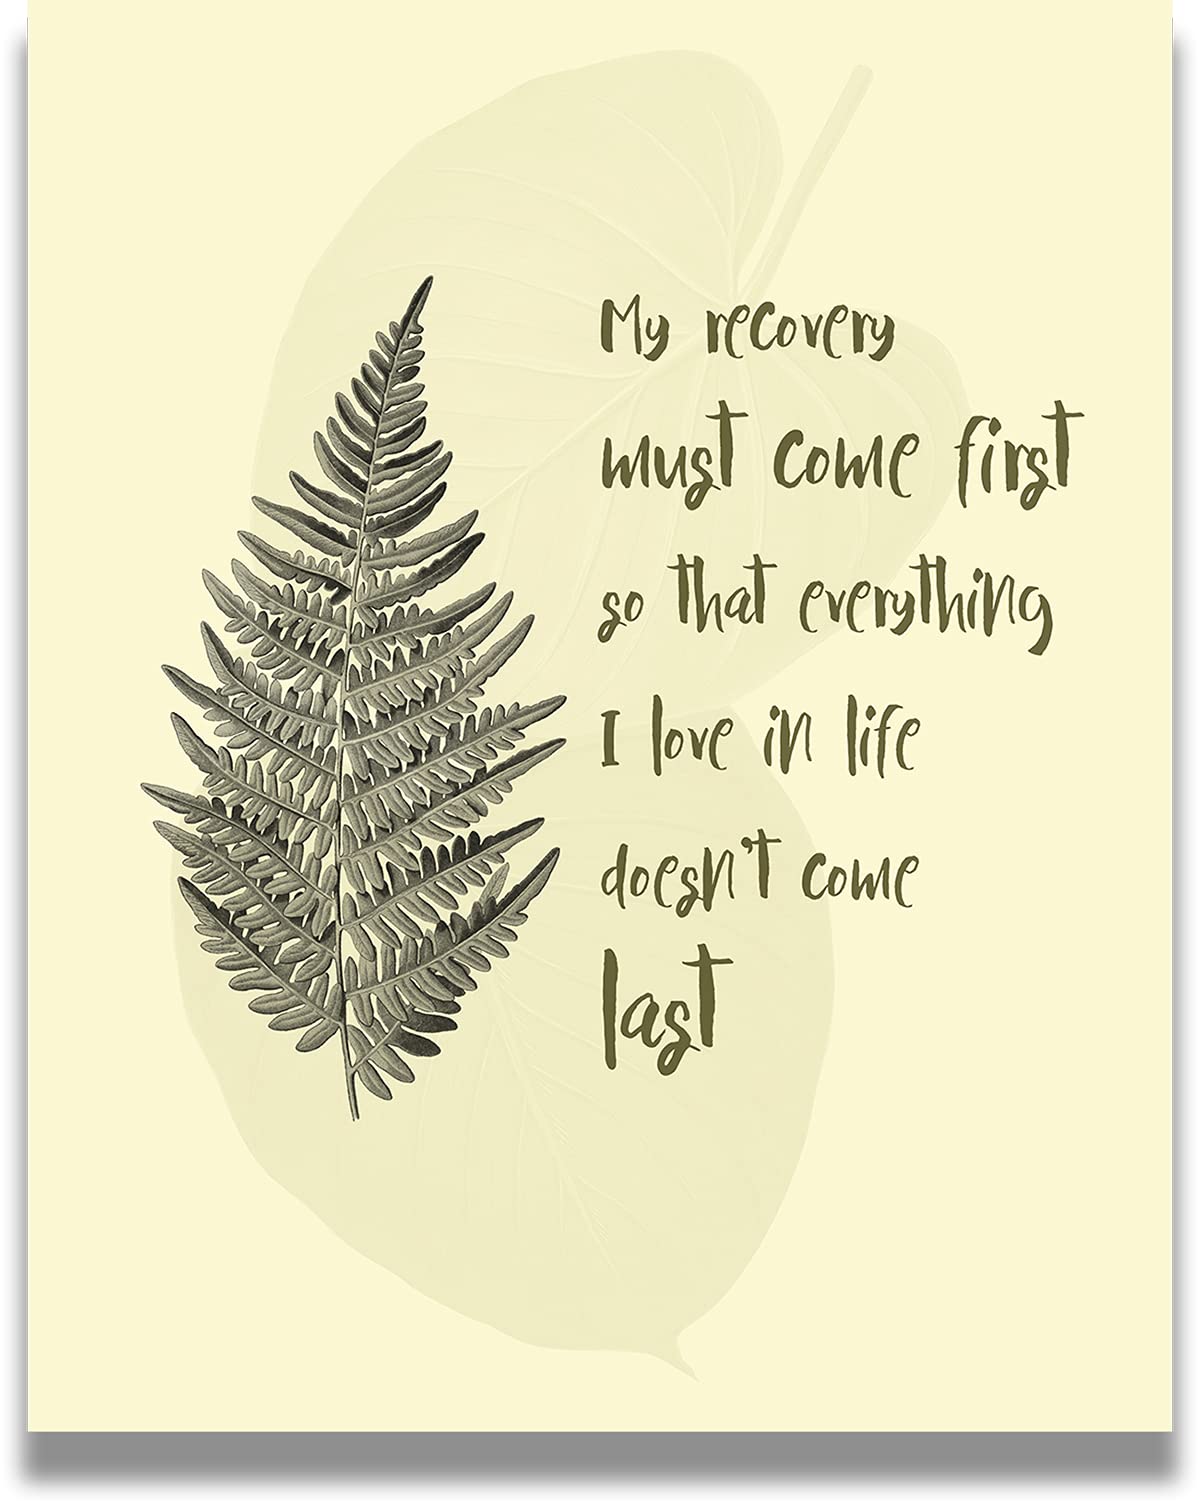 My recovery
must come first
so that everything
I love in life
doesn't come
last